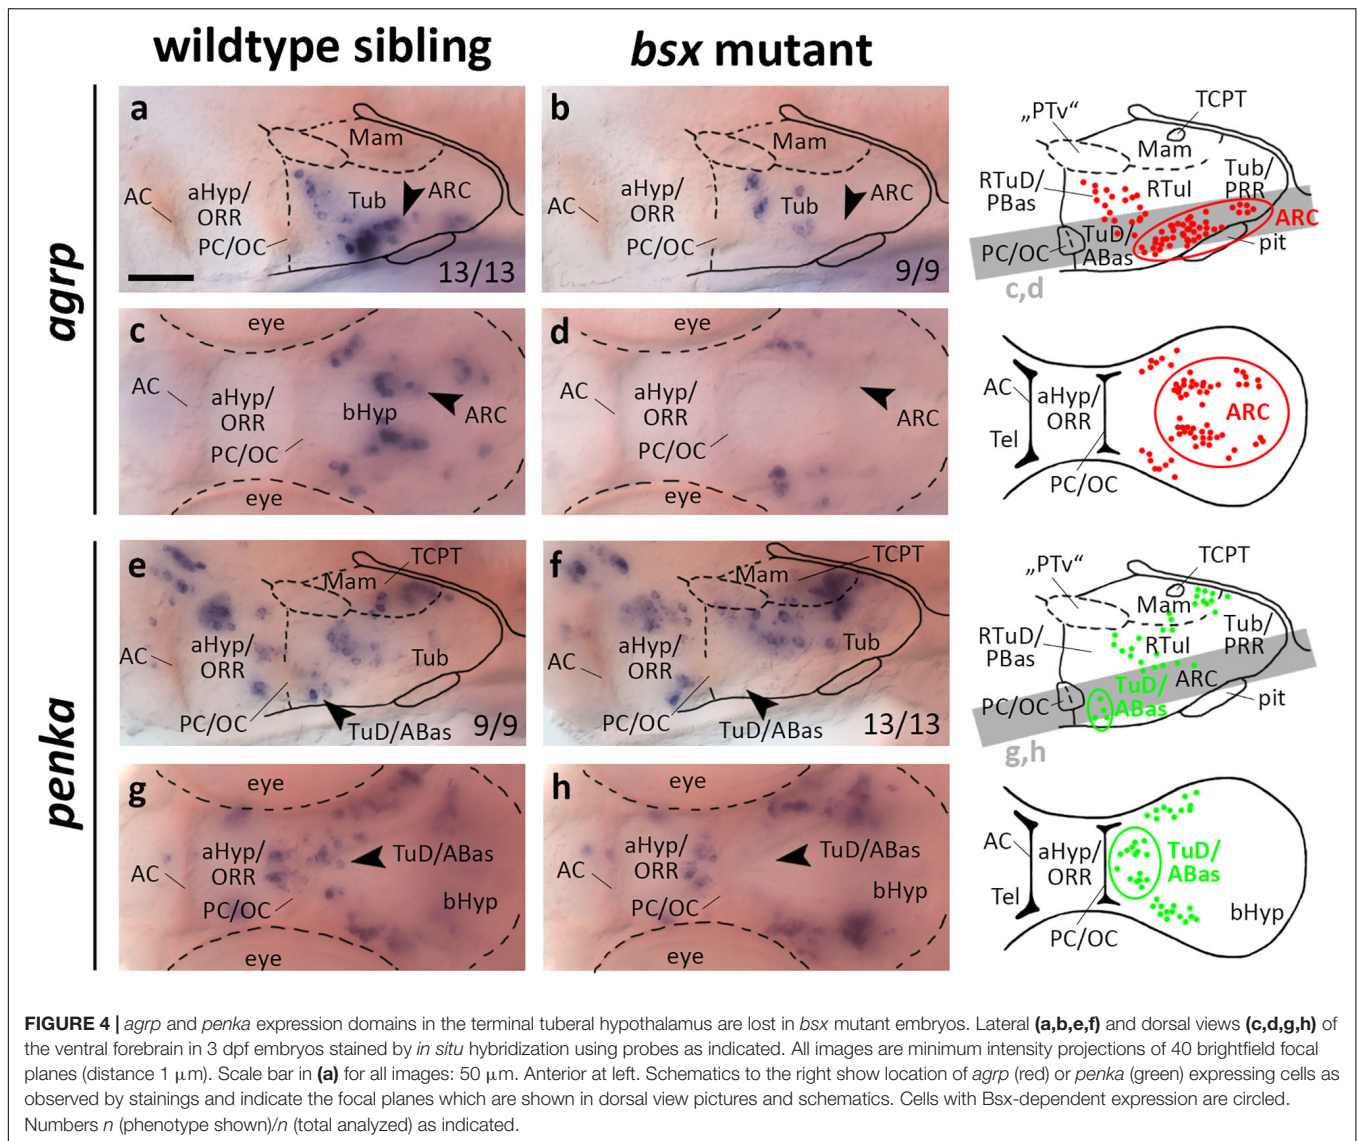 wildtype sibling
bsx mutant
agrp
a
Mam
AC
aHyp/
ORR
Tub
ARC
PC/OC
13/13
b
Mam
AC
aHyp/
ORR
Tub
ARC
PC/OC
9/9
„PTv“
TCPT
Mam
Tub/
PRR
RTuD/
PBas
RTul
ARC
PC/OC
TuD/
ABas
pit
c,d
c
eye
AC
aHyp/
ORR
bHyp
ARC
PC/OC
eye
d
eye
AC
aHyp/
ORR
ARC
PC/OC
eye
AC
aHyp/
ORR
ARC
Tel
PC/OC
penka
e
TCPT
Mam
aHyp/
ORR
AC
Tub
PC/OC
TuD/ABas
9/9
f
TCPT
Mam
aHyp/
ORR
AC
Tub
PC/OC
TuD/ABas
13/13
„PTv“
TCPT
Mam
Tub/
PRR
RTuD/
PBas
RTul
TuD/
ABas
ARC
PC/OC
pit
g,h
g
eye
aHyp/
ORR
TuD/ABas
AC
PC/OC
bHyp
eye
h
eye
aHyp/
ORR
TuD/ABas
AC
PC/OC
bHyp
eye
AC
aHyp/
ORR
TuD/
ABas
Tel
bHyp
PC/OC
FIGURE 4 | agrp and penka expression domains in the terminal tuberal hypothalamus are lost in bsx mutant embryos. Lateral (a,b,e,f) and dorsal views (c,d,g,h) of
the ventral forebrain in 3 dpf embryos stained by in situ hybridization using probes as indicated. All images are minimum intensity projections of 40 brightfield focal
planes (distance 1 μm). Scale bar in (a) for all images: 50 μm. Anterior at left. Schematics to the right show location of agrp (red) or penka (green) expressing cells as
observed by stainings and indicate the focal planes which are shown in dorsal view pictures and schematics. Cells with Bsx-dependent expression are circled.
Numbers n (phenotype shown)/n (total analyzed) as indicated.